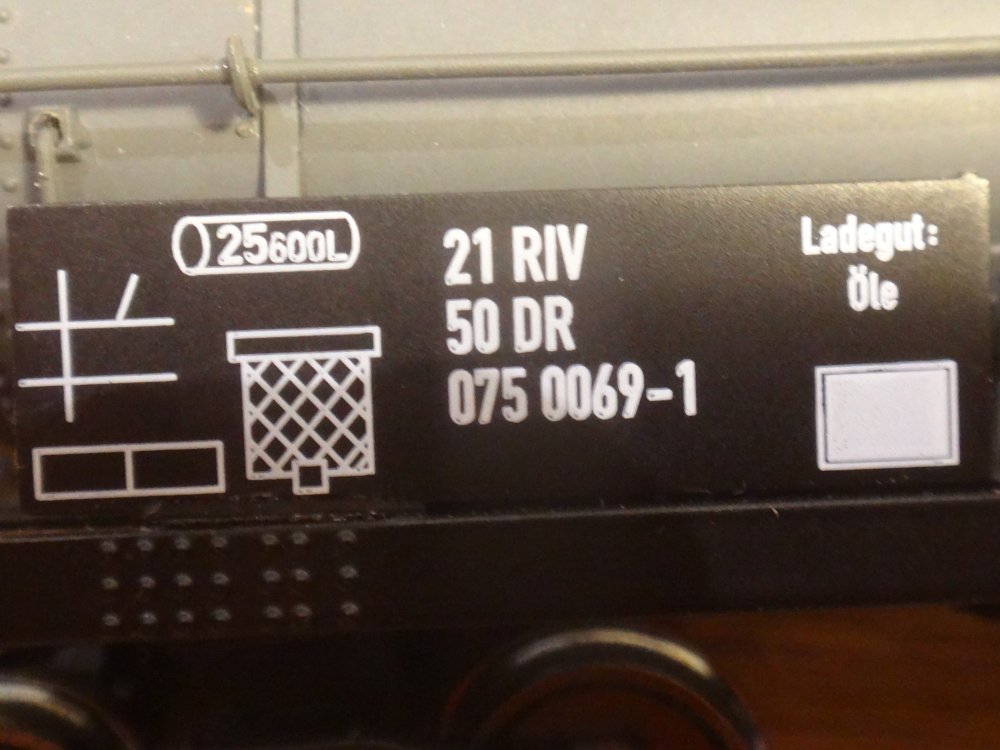 25600L
21 RIV
50 DR
075 0069-1
Ladegut:
Öle